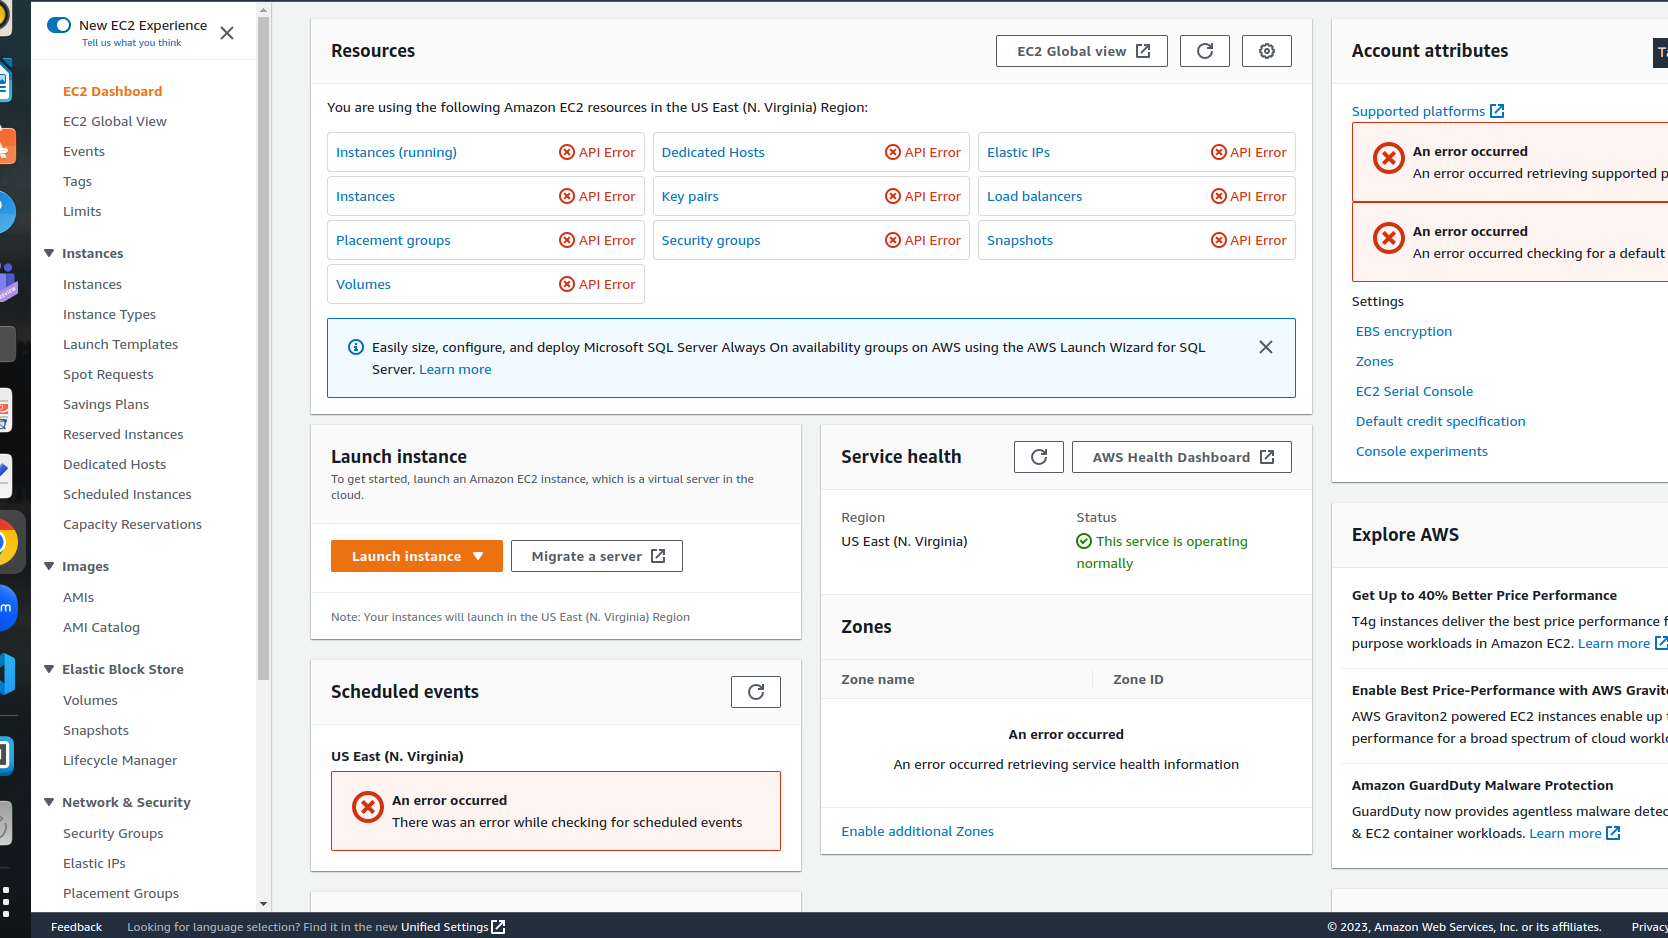 New EC2 Experience
Tell us what you think
EC2 Dashboard
EC2 Global View
Events
Tags
Limits
Instances
Instances
Instance Types
Launch Templates
Spot Requests
Savings Plans
Reserved Instances
Dedicated Hosts
Scheduled Instances
Capacity Reservations
Images
AMIs
AMI Catalog
Elastic Block Store
Volumes
Snapshots
Lifecycle Manager
Network & Security
Security Groups
Elastic IPs
Placement Groups
Resources
EC2 Global view
You are using the following Amazon EC2 resources in the US East (N. Virginia) Region:
Instances (running) API Error
Dedicated Hosts API Error
Elastic IPs API Error
Instances API Error
Key pairs API Error
Load balancers API Error
Placement groups API Error
Security groups API Error
Snapshots API Error
Volumes API Error
Easily size, configure, and deploy Microsoft SQL Server Always On availability groups on AWS using the AWS Launch Wizard for SQL
Server. Learn more
Launch instance
To get started, launch an Amazon EC2 instance, which is a virtual server in the
cloud.
Launch instance
Migrate a server
Note: Your instances will launch in the US East (N. Virginia) Region
Scheduled events
US East (N. Virginia)
An error occurred
There was an error while checking for scheduled events
Service health
AWS Health Dashboard
Region
US East (N. Virginia)
Status
This service is operating
normally
Zones
Zone name
Zone ID
An error occurred
An error occurred retrieving service health information
Enable additional Zones
Account attributes
Supported platforms
An error occurred
An error occurred retrieving supported
An error occurred
An error occurred checking for a default
Settings
EBS encryption
Zones
EC2 Serial Console
Default credit specification
Console experiments
Explore AWS
Get Up to 40% Better Price Performance
T4g instances deliver the best price performance
purpose workloads in Amazon EC2. Learn more
Enable Best Price-Performance with AWS
AWS Graviton2 powered EC2 instances enable up
performance for a broad spectrum of cloud
Amazon GuardDuty Malware Protection
GuardDuty now provides agentless malware
& EC2 container workloads. Learn more
Feedback
Looking for language selection? Find it in the new Unified Settings
© 2023, Amazon Web Services, Inc. or its affiliates.
Privacy